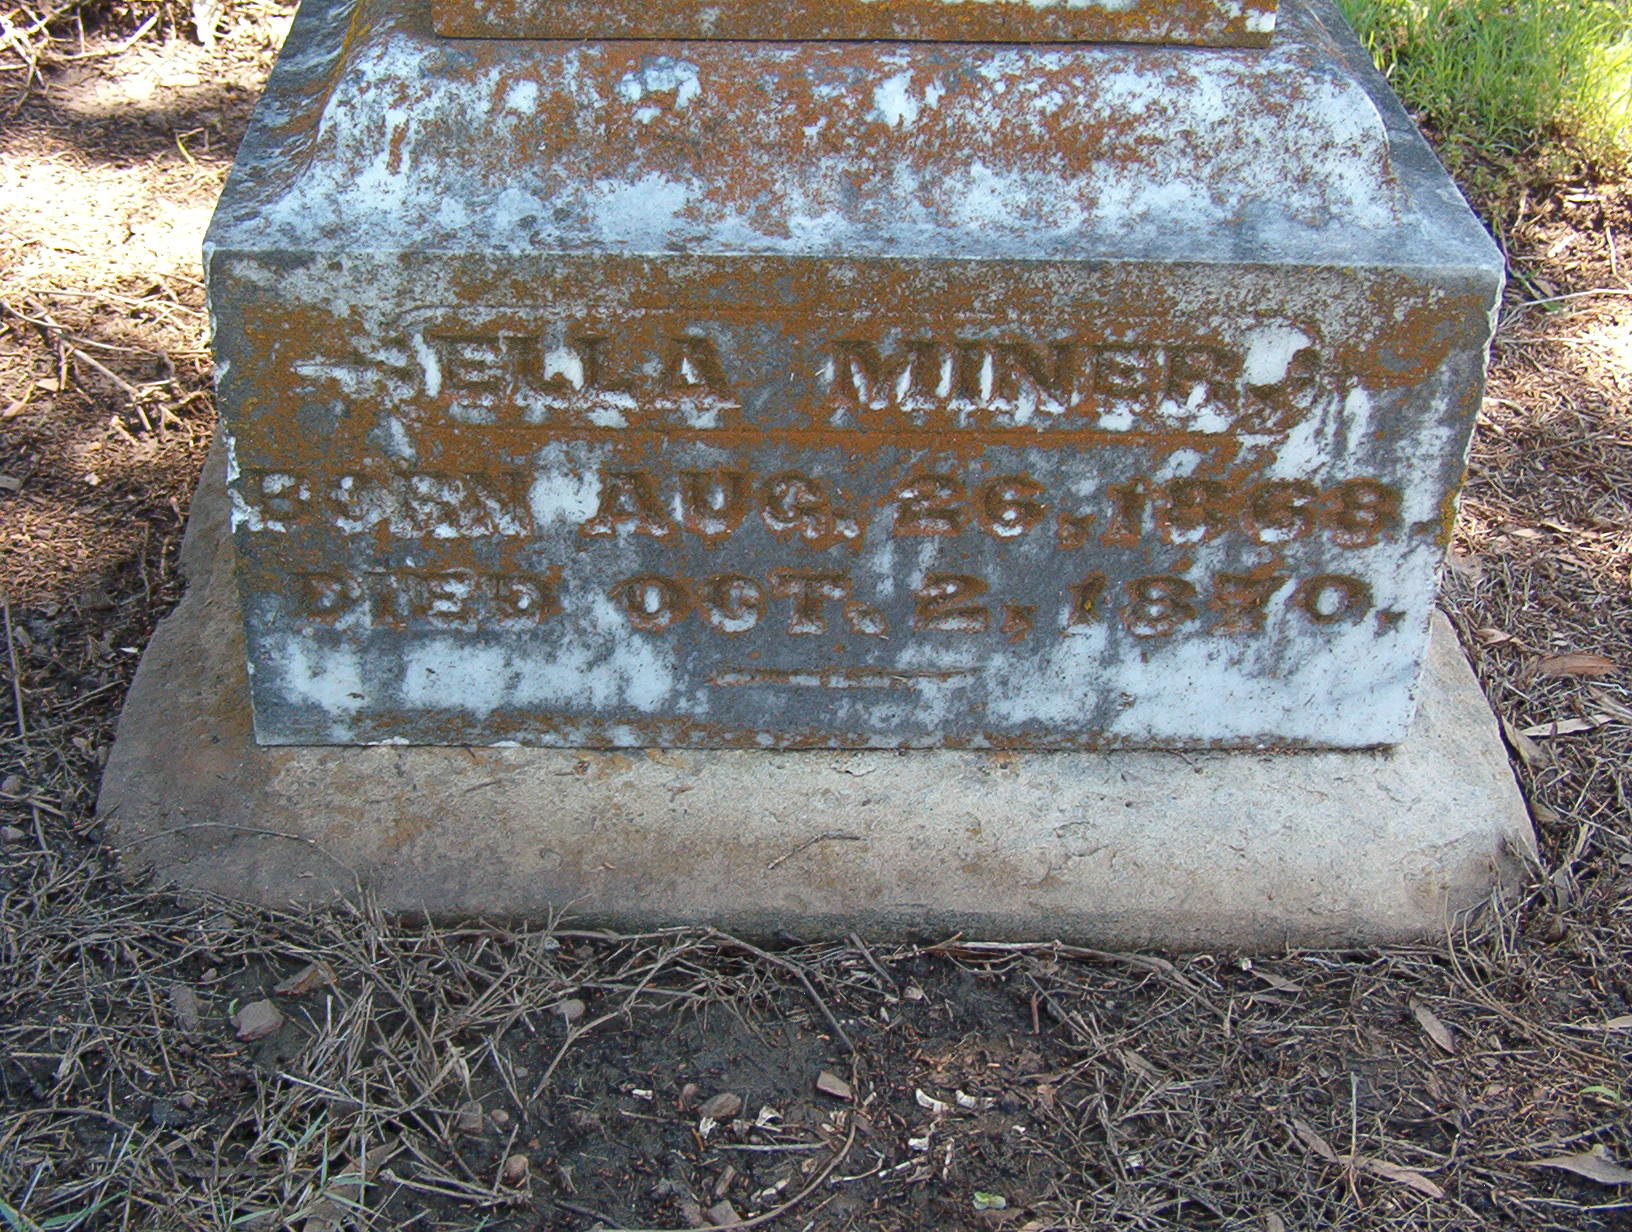 ELLA MINER
BORN AUG. 26, 1868.
DIED OCT. 2, 1870.